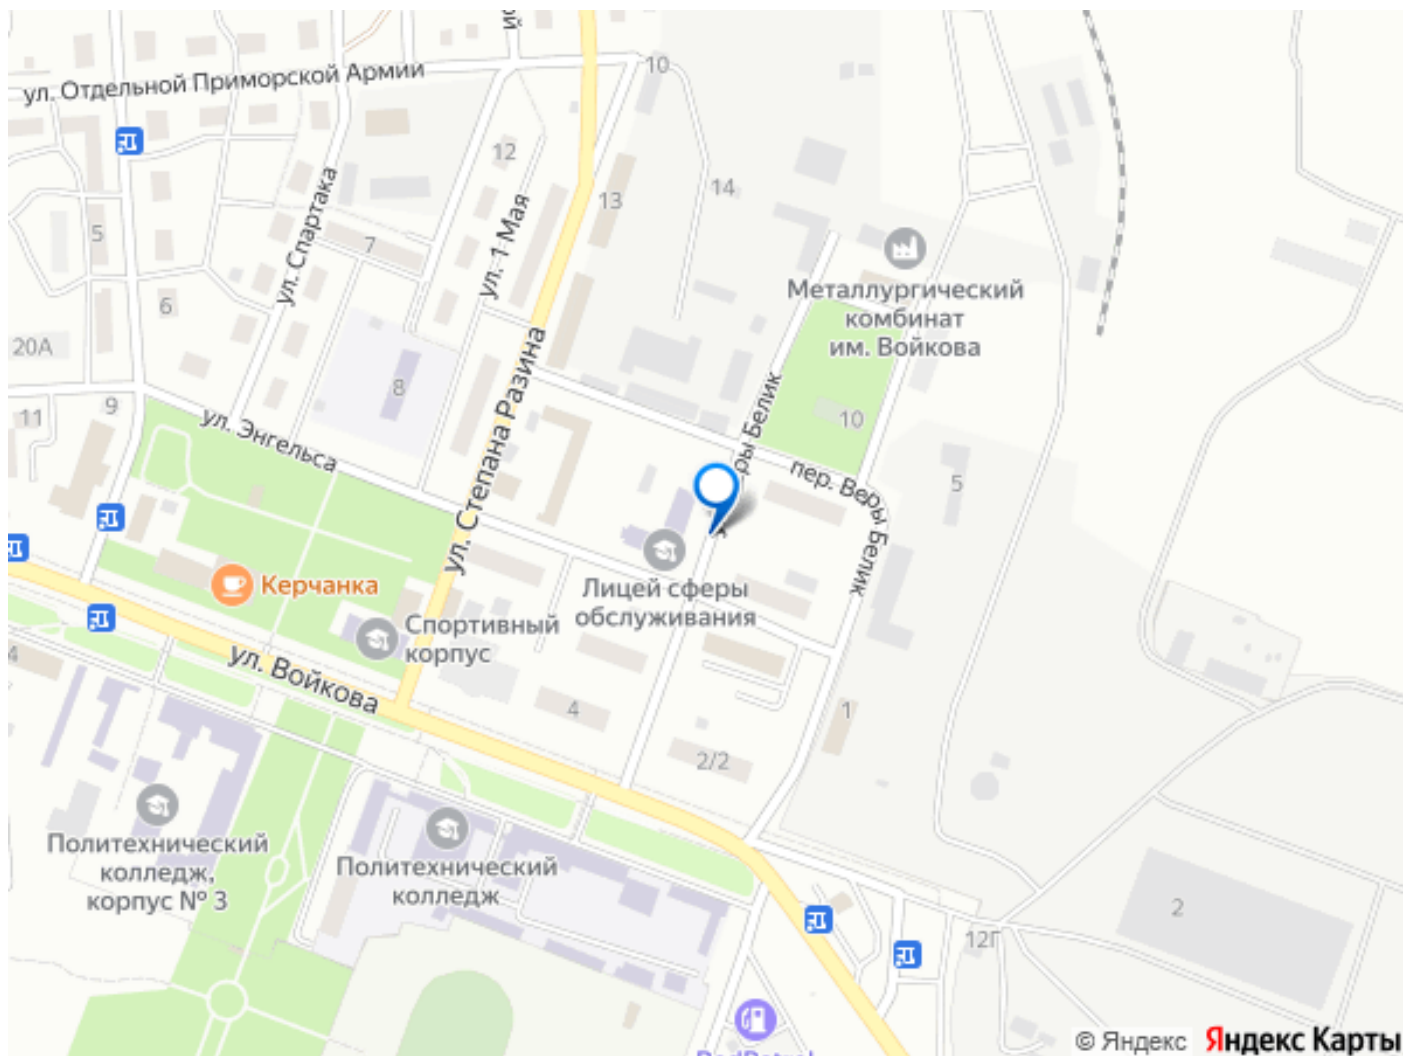 ул. Отдельной Приморской Армии
10
12
14
13
ул. Спартака
ул. 1 Мая
5
7
6
Металлургический
комбинат
им. Войкова
20А
8
ул. Степана Разина
11
9
ул. Энгельса
10
пер. Веры Белик
5
Лицей сферы
обслуживания
Керчанка
Спортивный
корпус
ул. Войкова
4
4
1
2/2
Политехнический
колледж,
корпус № 3
Политехнический
колледж
2
12Г
© Яндекс
Яндекс Карты